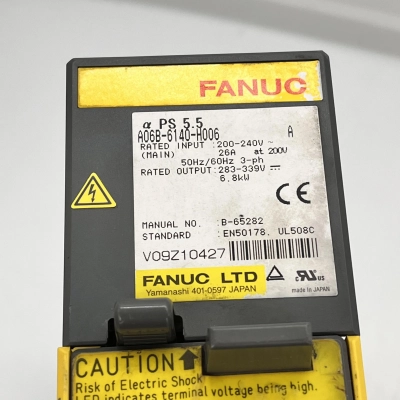 FANUC
α PS 5.5
A06B-6140-H006 A
RATED INPUT :200-240V~
(MAIN) 26A at 200V
50Hz/60Hz 3-ph
RATED OUTPUT:283-339V⎓
6.8kW
CE
MANUAL NO. :B-65282
STANDARD :EN50178, UL508C
V09Z10427
FANUC LTD
Yamanashi 401-0597 JAPAN
c RU us
made in JAPAN
CAUTION
Risk of Electric Shock
LED indicates terminal voltage being high.